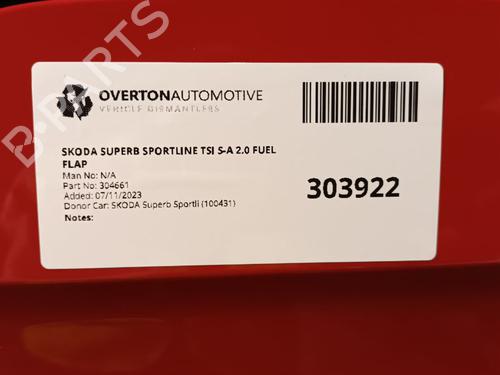 B-PARTS
OVERTONAUTOMOTIVE
VEHICLE DISMANTLERS
SKODA SUPERB SPORTLINE TSI S-A 2.0 FUEL
FLAP
Man No: N/A
Part No: 304661
Added: 07/11/2023
Donor Car: SKODA Superb Sportli (100431)
Notes:
303922